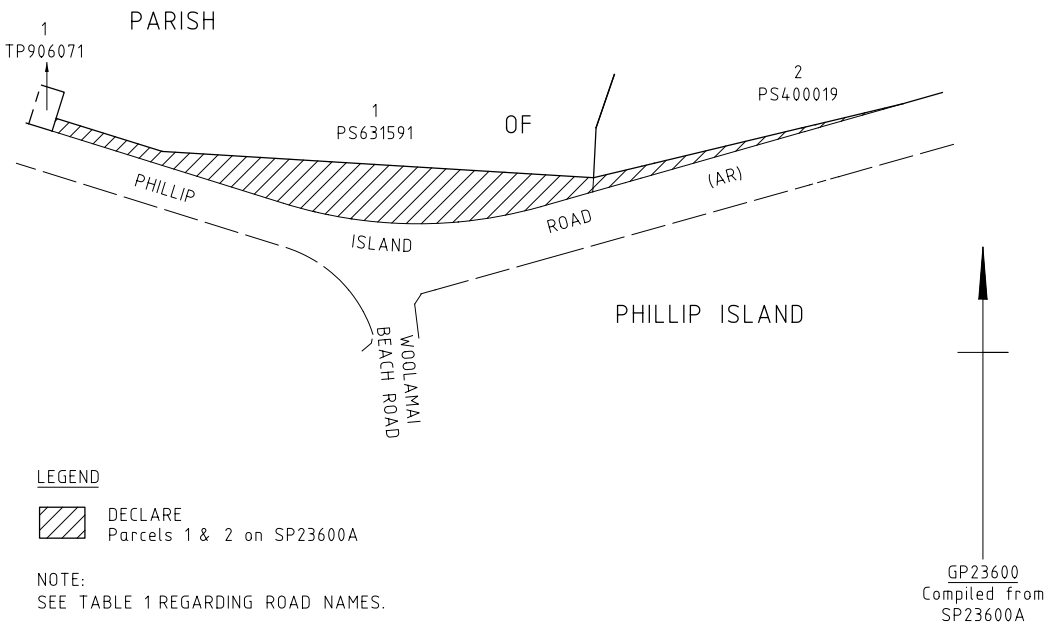 PARISH
1
TP906071
1
PS631591
OF
2
PS400019
PHILLIP
ISLAND
ROAD
(AR)
PHILLIP ISLAND
WOOLAMAI
BEACH ROAD
LEGEND
DECLARE
Parcels 1 & 2 on SP23600A
NOTE:
SEE TABLE 1 REGARDING ROAD NAMES.
GP23600
Compiled from
SP23600A